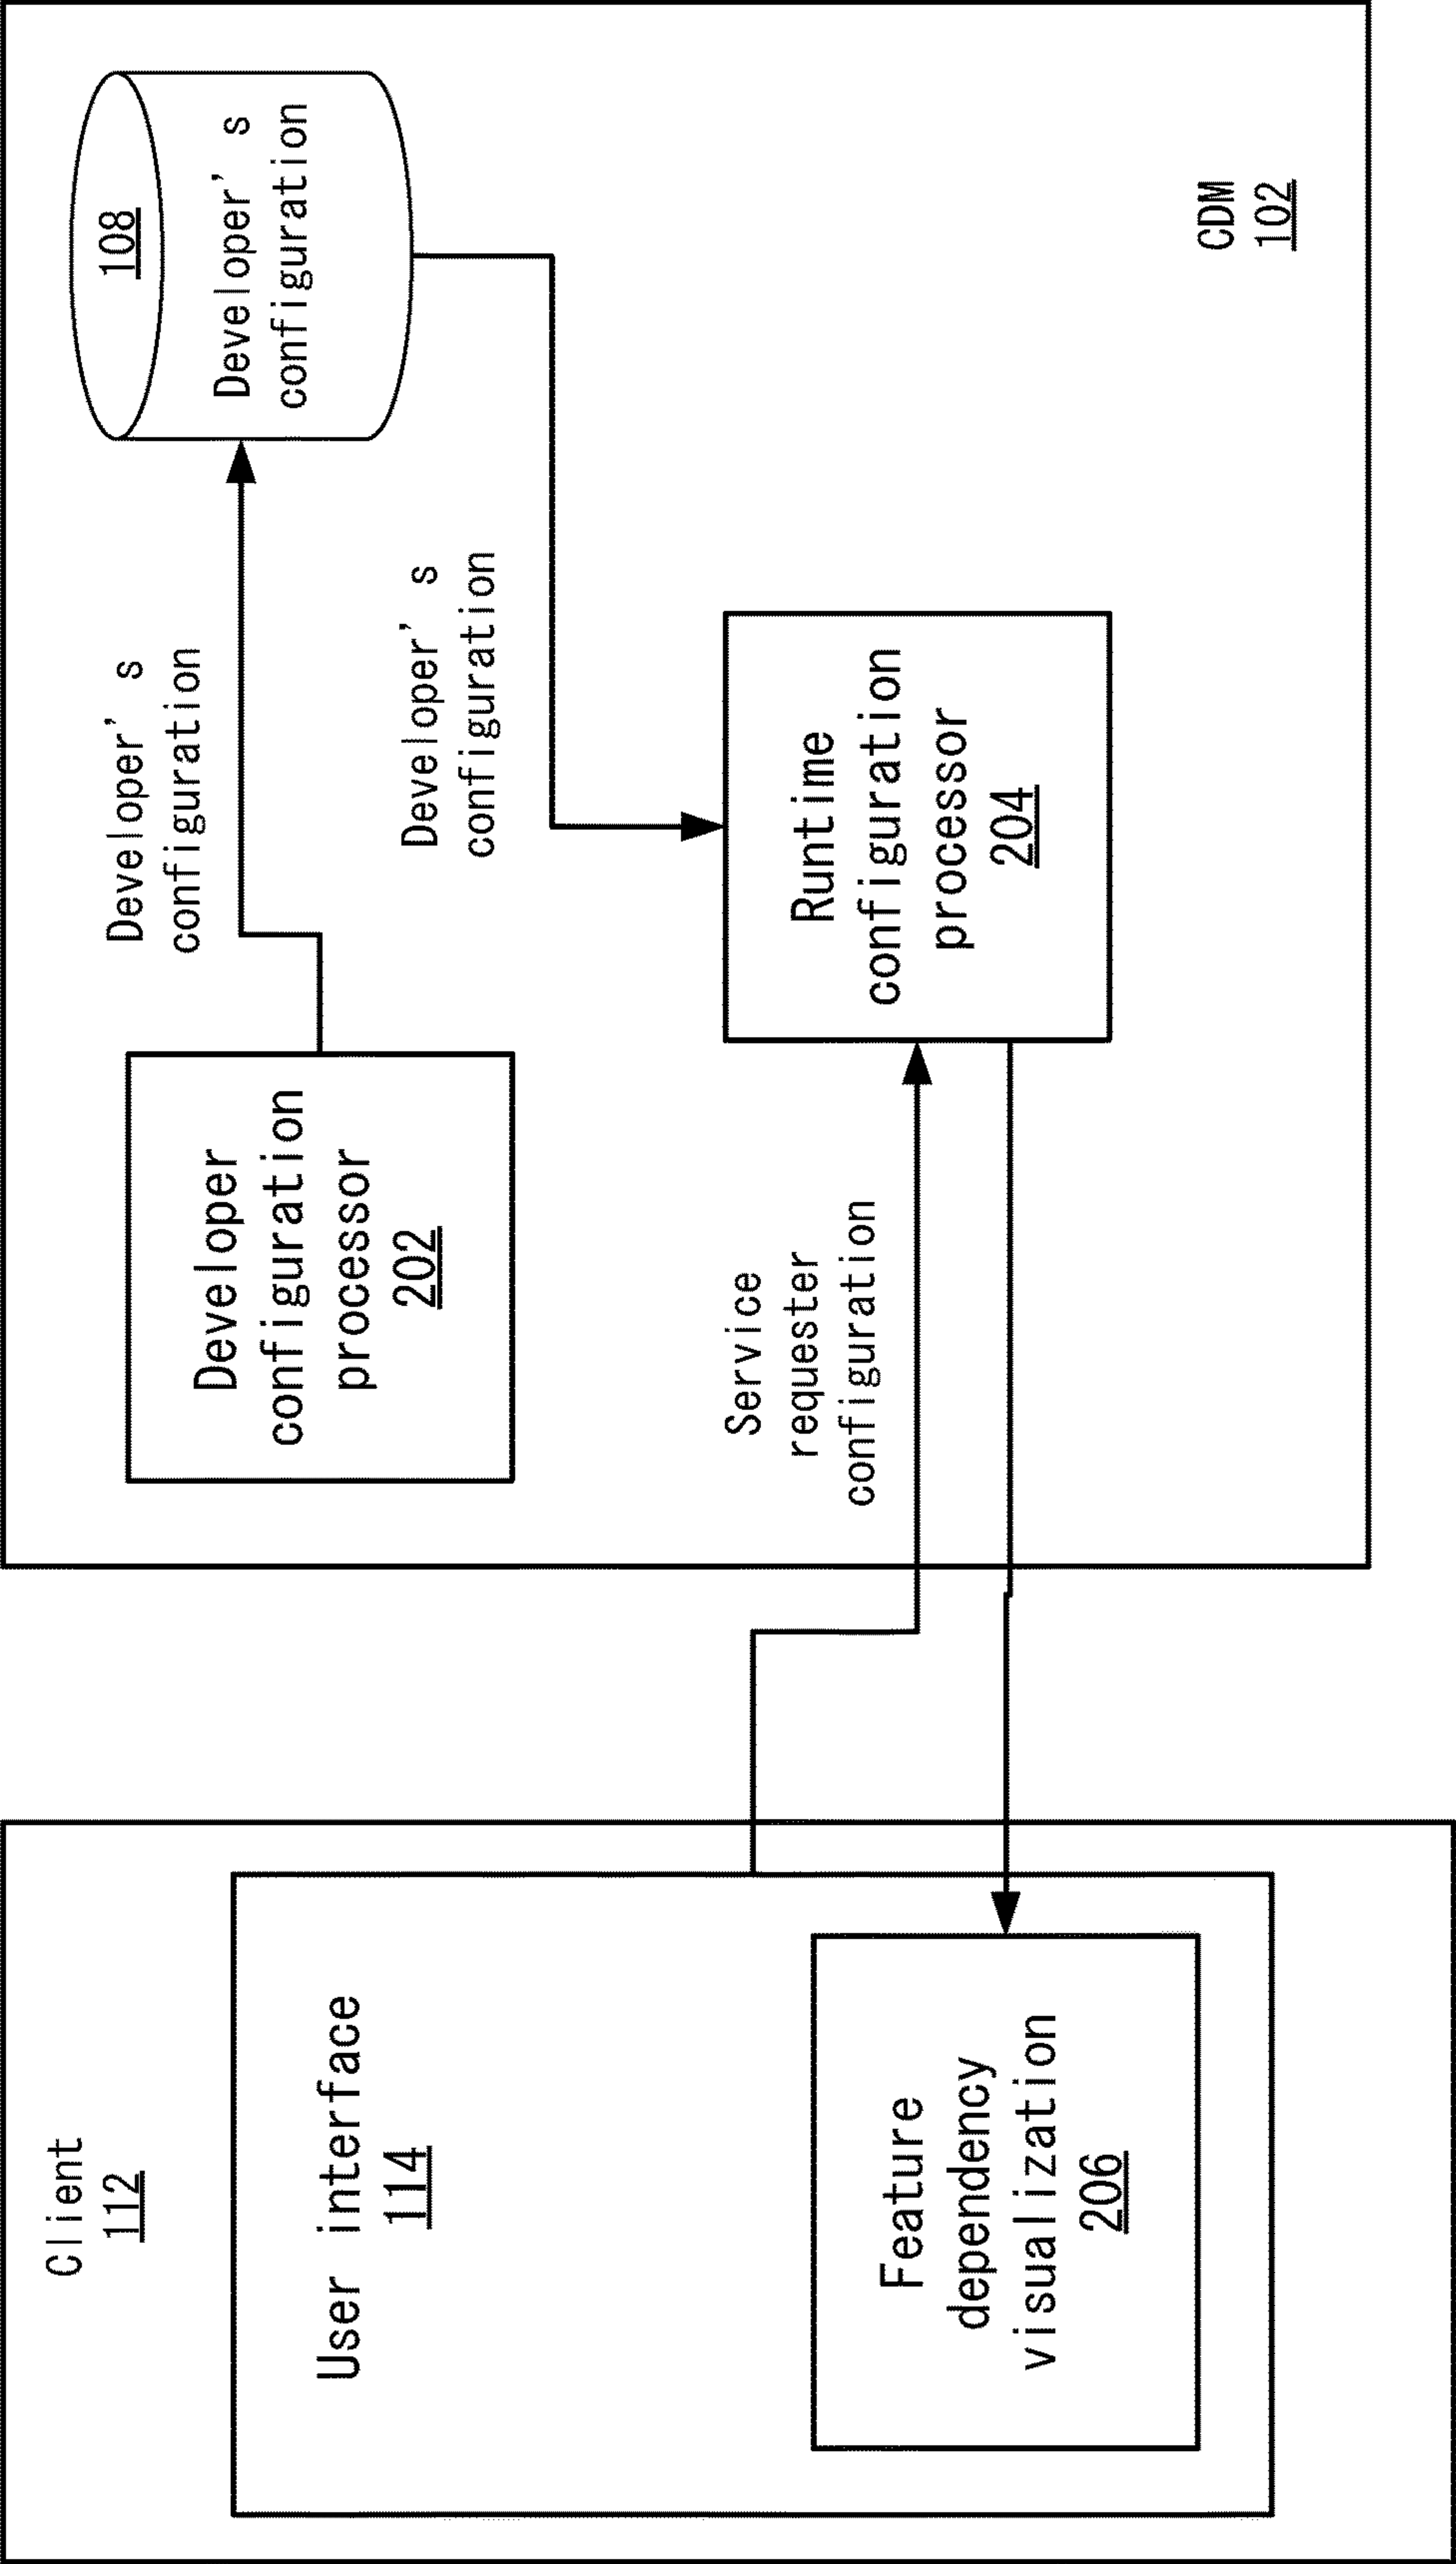 Client
112
User interface
114
Feature
dependency
visualization
206
Developer
configuration
processor
202
Developer's
configuration
108
Developer's
configuration
Developer's
configuration
Service
requester
configuration
Runtime
configuration
processor
204
CDM
102